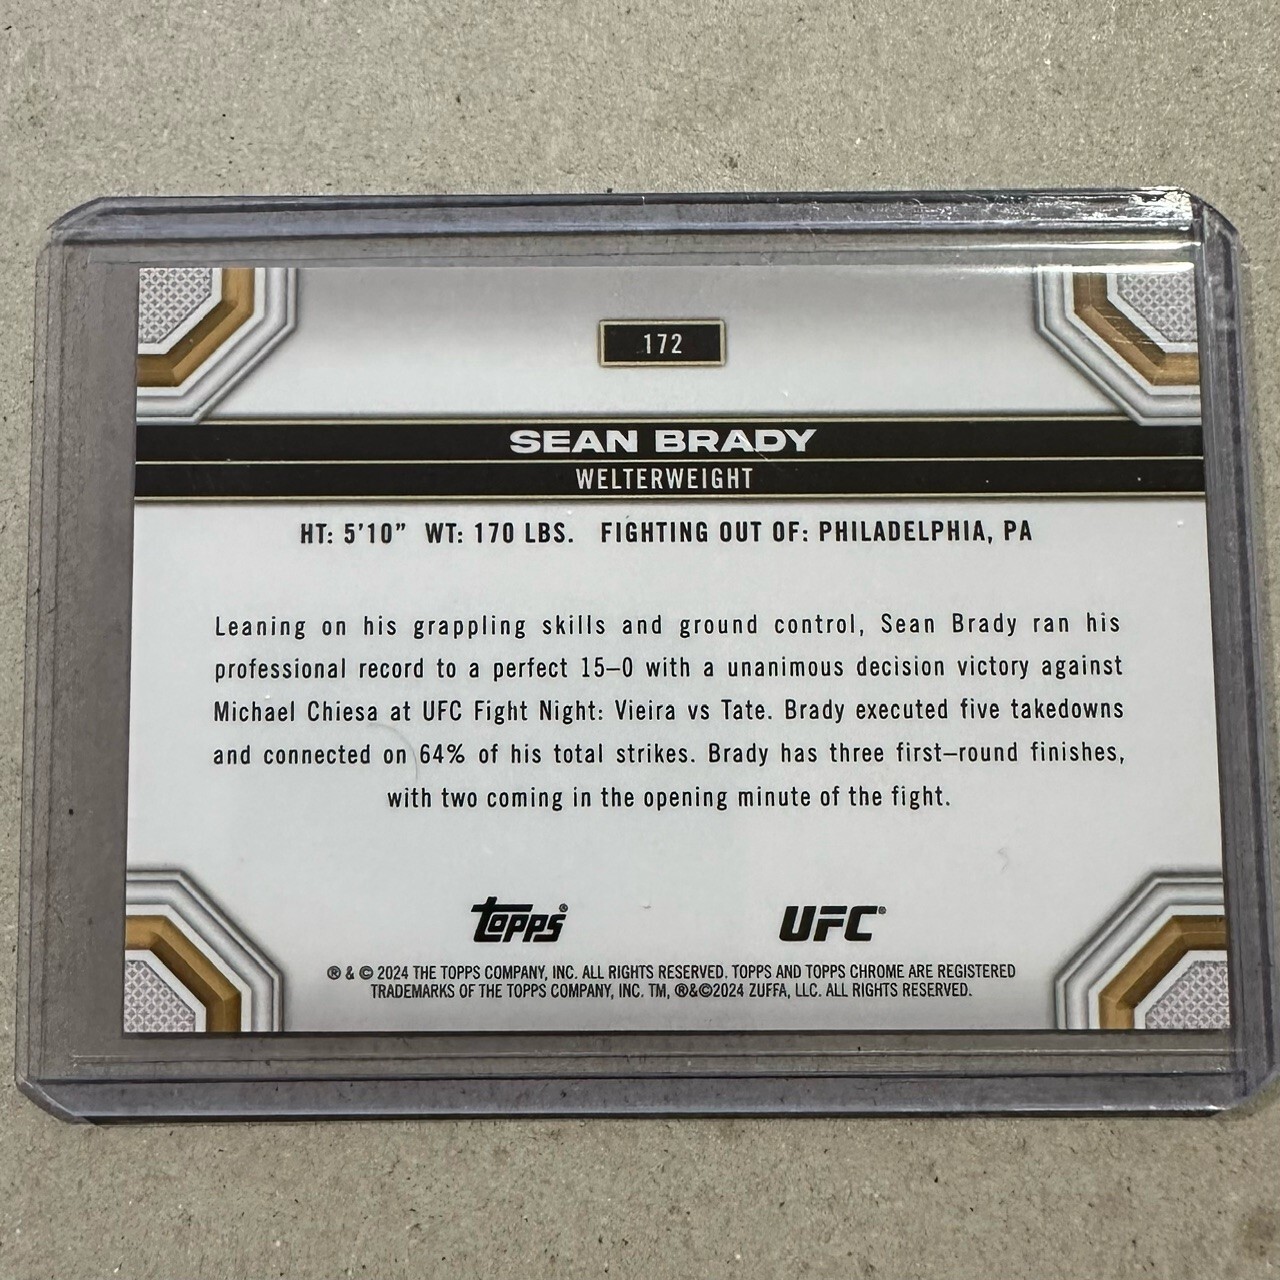 172
SEAN BRADY
WELTERWEIGHT
HT: 5'10" WT: 170 LBS. FIGHTING OUT OF: PHILADELPHIA, PA
Leaning on his grappling skills and ground control, Sean Brady ran his
professional record to a perfect 15–0 with a unanimous decision victory against
Michael Chiesa at UFC Fight Night: Vieira vs Tate. Brady executed five takedowns
and connected on 64% of his total strikes. Brady has three first–round finishes,
with two coming in the opening minute of the fight.
topps® UFC®
® & © 2024 THE TOPPS COMPANY, INC. ALL RIGHTS RESERVED. TOPPS AND TOPPS CHROME ARE REGISTERED
TRADEMARKS OF THE TOPPS COMPANY, INC. TM, ®&©2024 ZUFFA, LLC. ALL RIGHTS RESERVED.